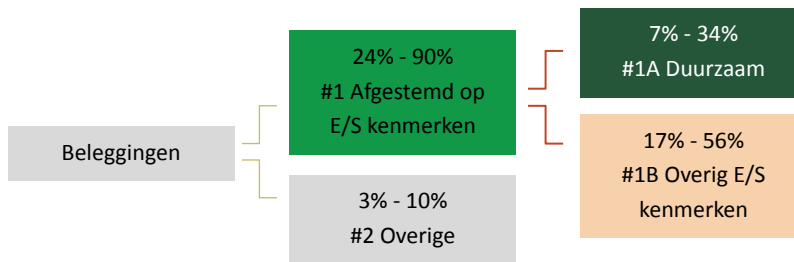 Beleggingen
24% - 90%
#1 Afgestemd op
E/S kenmerken
3% - 10%
#2 Overige
7% - 34%
#1A Duurzaam
17% - 56%
#1B Overig E/S
kenmerken